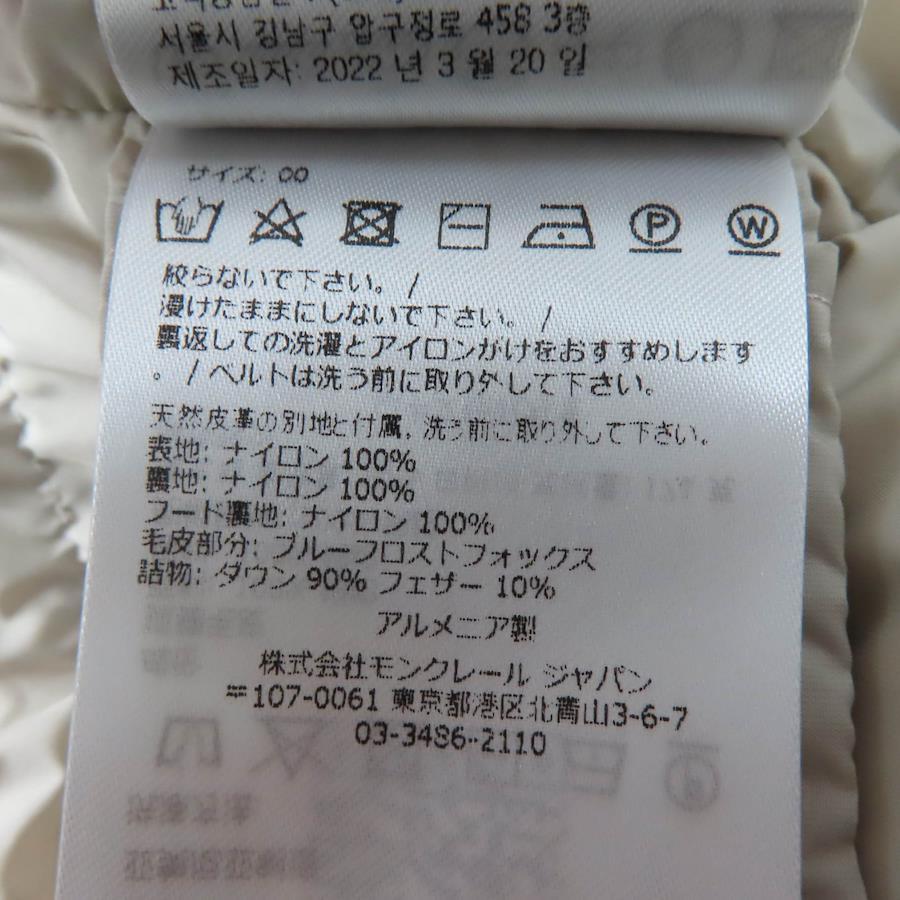 서울시 강남구 압구정로 458 3층
제조일자: 2022 년 3 월 20 일
サイズ: 00
P
W
絞らないで下さい。 /
浸けたままにしないで下さい。 /
裏返しての洗濯とアイロンがけをおすすめします
。 / ベルトは洗う前に取り外して下さい。
天然皮革の別地と付属, 洗う前に取り外して下さい。
表地: ナイロン 100%
裏地: ナイロン 100%
フード裏地: ナイロン 100%
毛皮部分: ブルーフロストフォックス
詰物: ダウン 90% フェザー 10%
アルメニア製
株式会社モンクレール ジャパン
〒107-0061 東京都港区北青山3-6-7
03-3486-2110